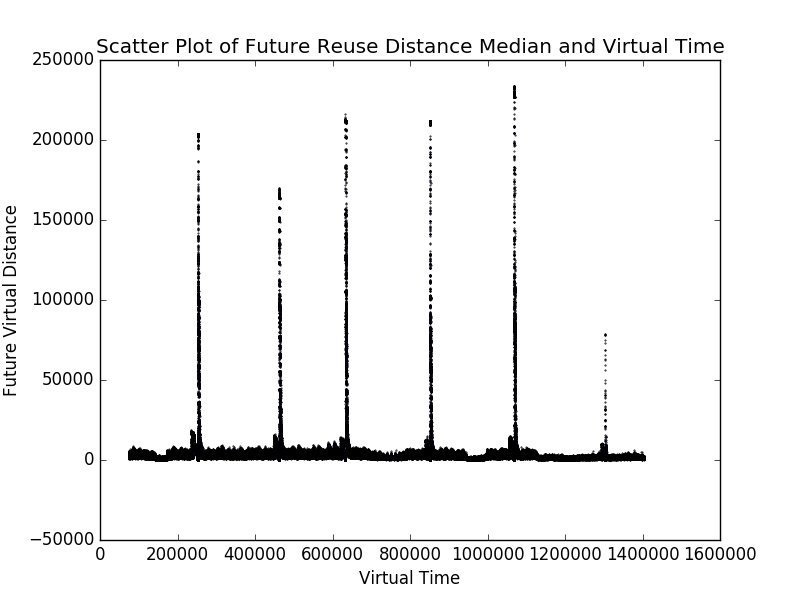 Scatter Plot of Future Reuse Distance Median and Virtual Time
Future Virtual Distance
250000
200000
150000
100000
50000
0
−50000
0 200000 400000 600000 800000 1000000 1200000 1400000 1600000
Virtual Time